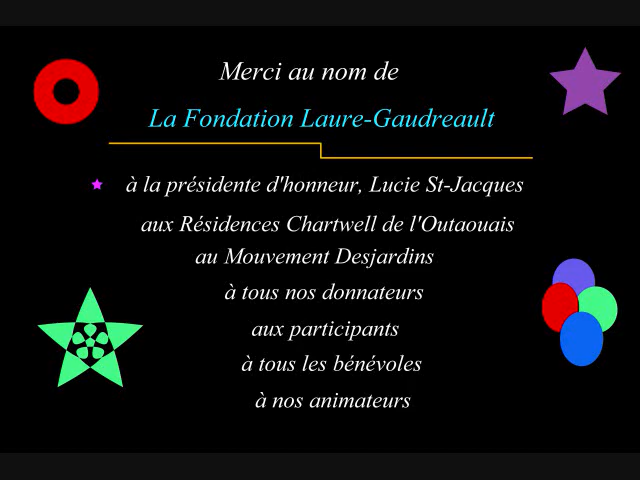 Merci au nom de
La Fondation Laure-Gaudreault
à la présidente d'honneur, Lucie St-Jacques
aux Résidences Chartwell de l'Outaouais
au Mouvement Desjardins
à tous nos donnateurs
aux participants
à tous les bénévoles
à nos animateurs